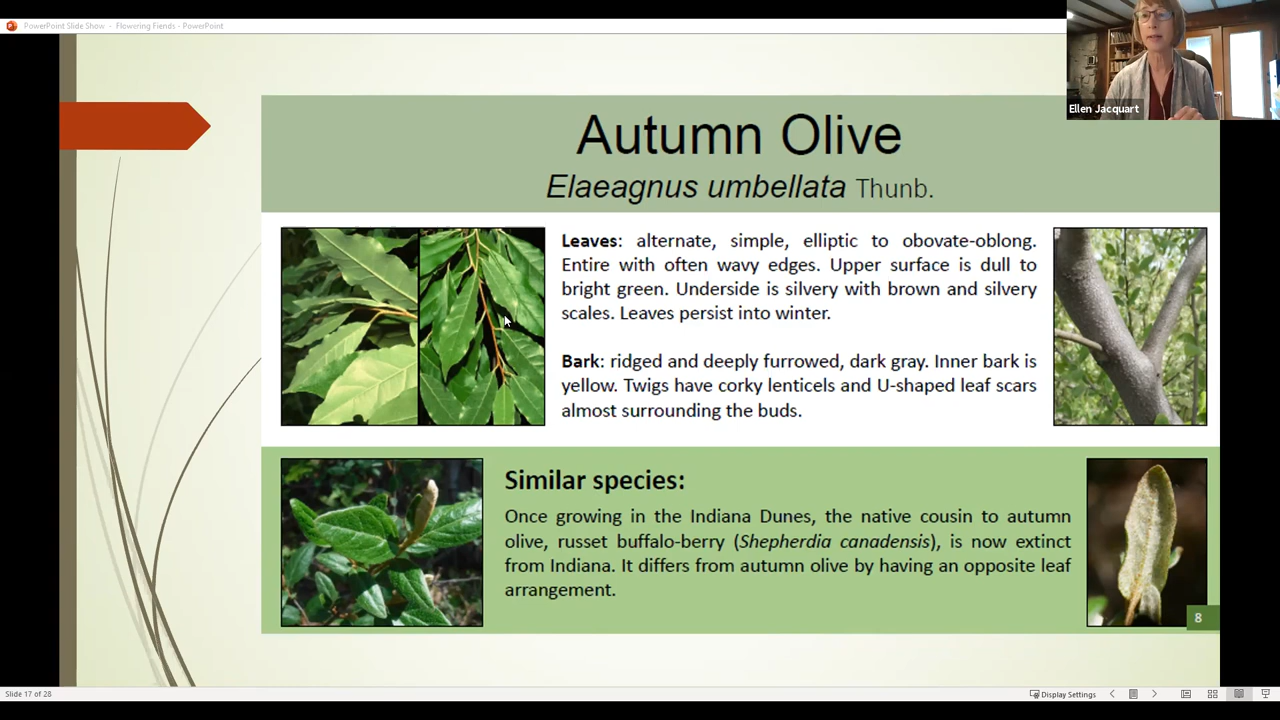 PowerPoint Slide Show - Flowering Fiends - PowerPoint
Ellen Jacquart
Autumn Olive
Elaeagnus umbellata Thunb.
Leaves: alternate, simple, elliptic to obovate-oblong.
Entire with often wavy edges. Upper surface is dull to
bright green. Underside is silvery with brown and silvery
scales. Leaves persist into winter.
Bark: ridged and deeply furrowed, dark gray. Inner bark is
yellow. Twigs have corky lenticels and U-shaped leaf scars
almost surrounding the buds.
Similar species:
Once growing in the Indiana Dunes, the native cousin to autumn
olive, russet buffalo-berry (Shepherdia canadensis), is now extinct
from Indiana. It differs from autumn olive by having an opposite leaf
arrangement.
8
Slide 17 of 28
Display Settings